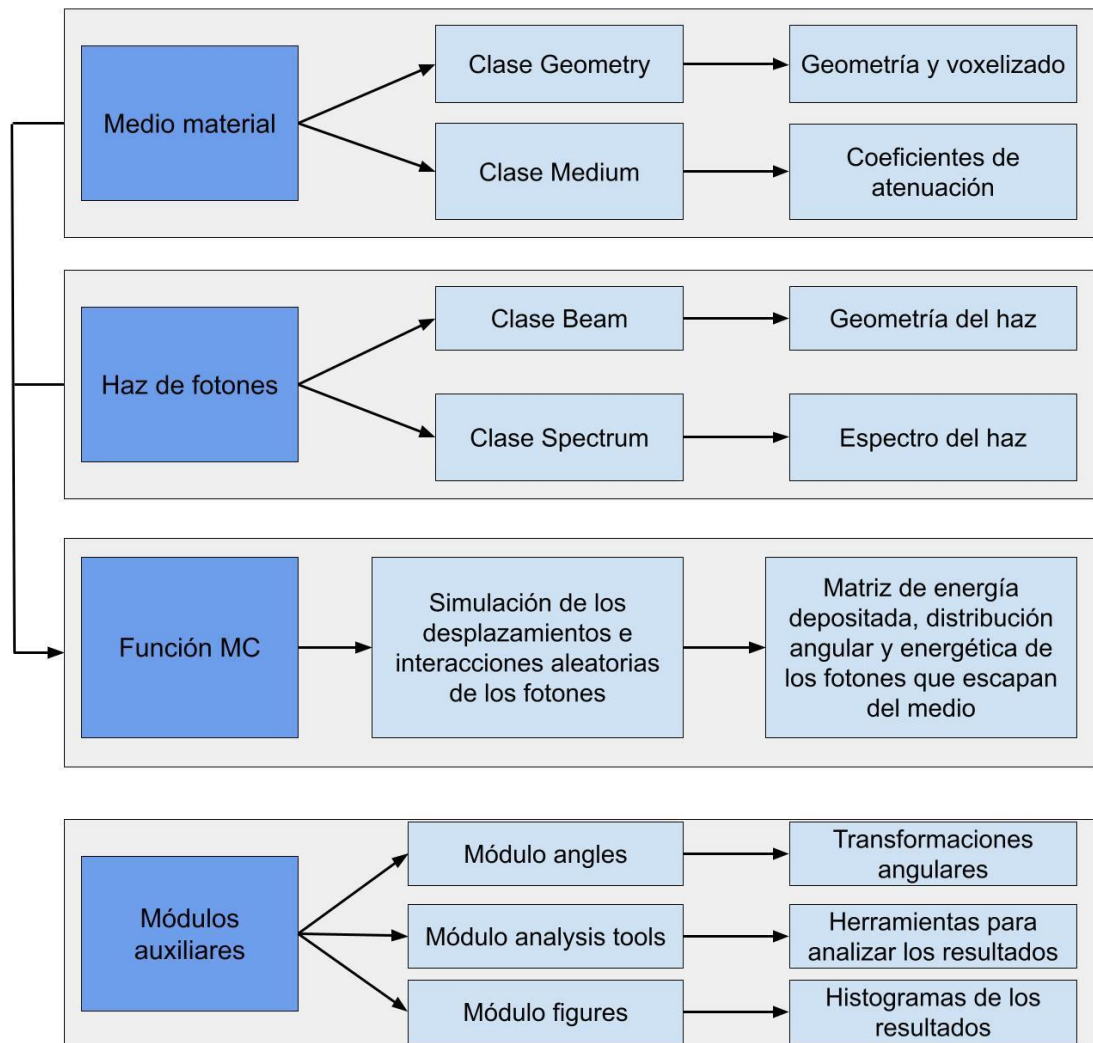 Medio material
Clase Geometry
Geometría y voxelizado
Clase Medium
Coeficientes de
atenuación
Haz de fotones
Clase Beam
Geometría del haz
Clase Spectrum
Espectro del haz
Función MC
Simulación de los
desplazamientos e
interacciones aleatorias
de los fotones
Matriz de energía
depositada, distribución
angular y energética de
los fotones que escapan
del medio
Módulos
auxiliares
Módulo angles
Transformaciones
angulares
Módulo analysis tools
Herramientas para
analizar los resultados
Módulo figures
Histogramas de los
resultados